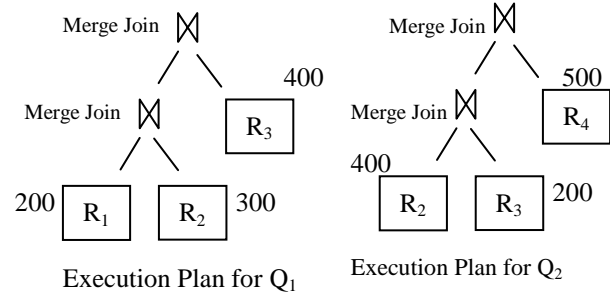 Merge Join
400
Merge Join
R3
200
R1
R2
300
Execution Plan for Q1
Merge Join
500
Merge Join
R4
400
R2
R3
200
Execution Plan for Q2